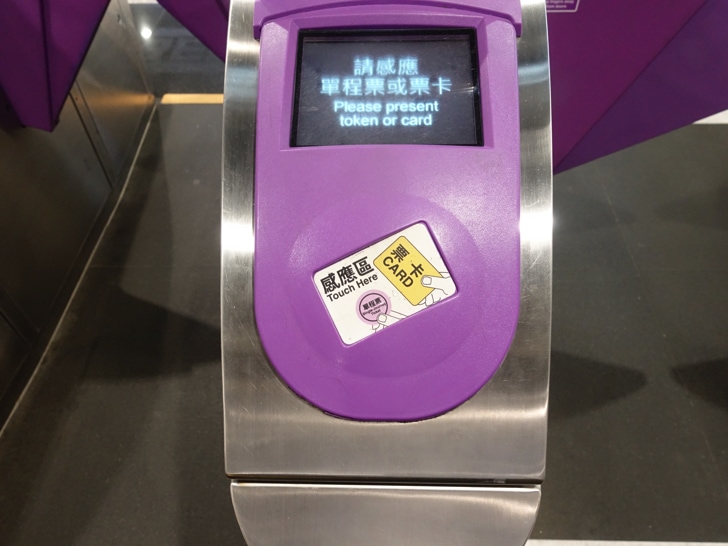 請感應
單程票或票卡
Please present
token or card
感應區
Touch Here
票卡
CARD
單程票